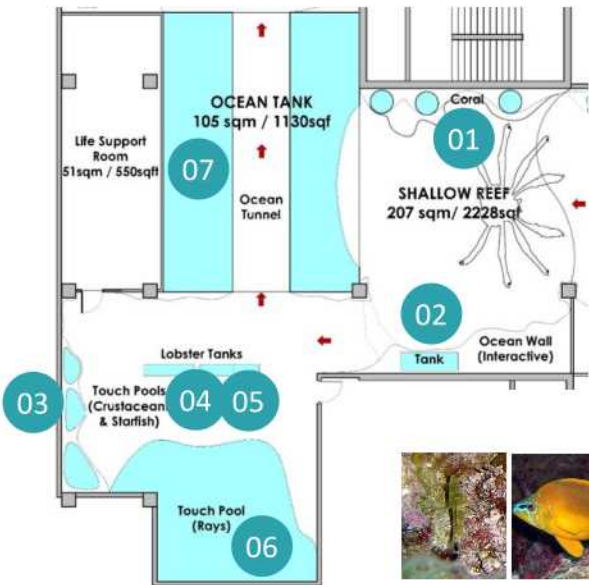 OCEAN TANK
105 sqm / 1130sqf
Coral
01
Life Support
Room
51sqm / 550sqft
07
Ocean
Tunnel
SHALLOW REEF
207 sqm/ 2228sqf
02
Ocean Wall
(Interactive)
Tank
Lobster Tanks
03
Touch Pools
(Crustacean
& Starfish)
04
05
Touch Pool
(Rays)
06